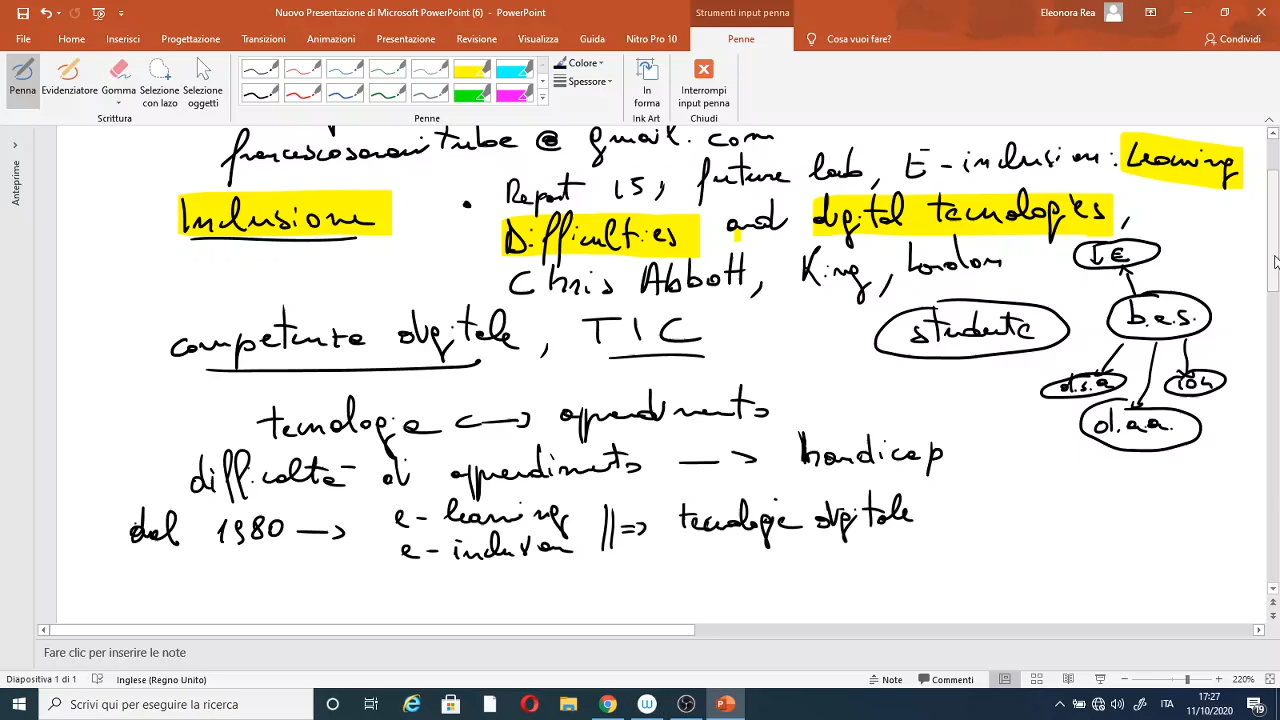 Nuovo Presentazione di Microsoft PowerPoint (6) - PowerPoint
Strumenti input penna
Eleonora Rea
File Home Inserisci Progettazione Transizioni Animazioni Presentazione Revisione Visualizza Guida Nitro Pro 10 Penne Cosa vuoi fare? Condividi
Penna Evidenziatore Gomma Selezione con lazo Selezione oggetti
Colore Spessore
In forma
Interrompi input penna
Scrittura Penne Ink Art Chiudi
Anteprime
@ gmail.com
Report 15, future lab, E-inclusion: Learning
Inclusione
Difficulties and digital tecnologies,
Chris Abbott, King, London
↓ €
competenze digitale, TIC
studente
b.e.s.
d.s.a
104
d.a.a.
tecnologie <-> apprendimento
difficoltà di apprendimento -> handicap
dal 1980 -> e-learning
e-inclusion
=> tecnologie digitale
Fare clic per inserire le note
Diapositiva 1 di 1 Inglese (Regno Unito) Note Commenti 220%
Scrivi qui per eseguire la ricerca
ITA
17:27
11/10/2020
19